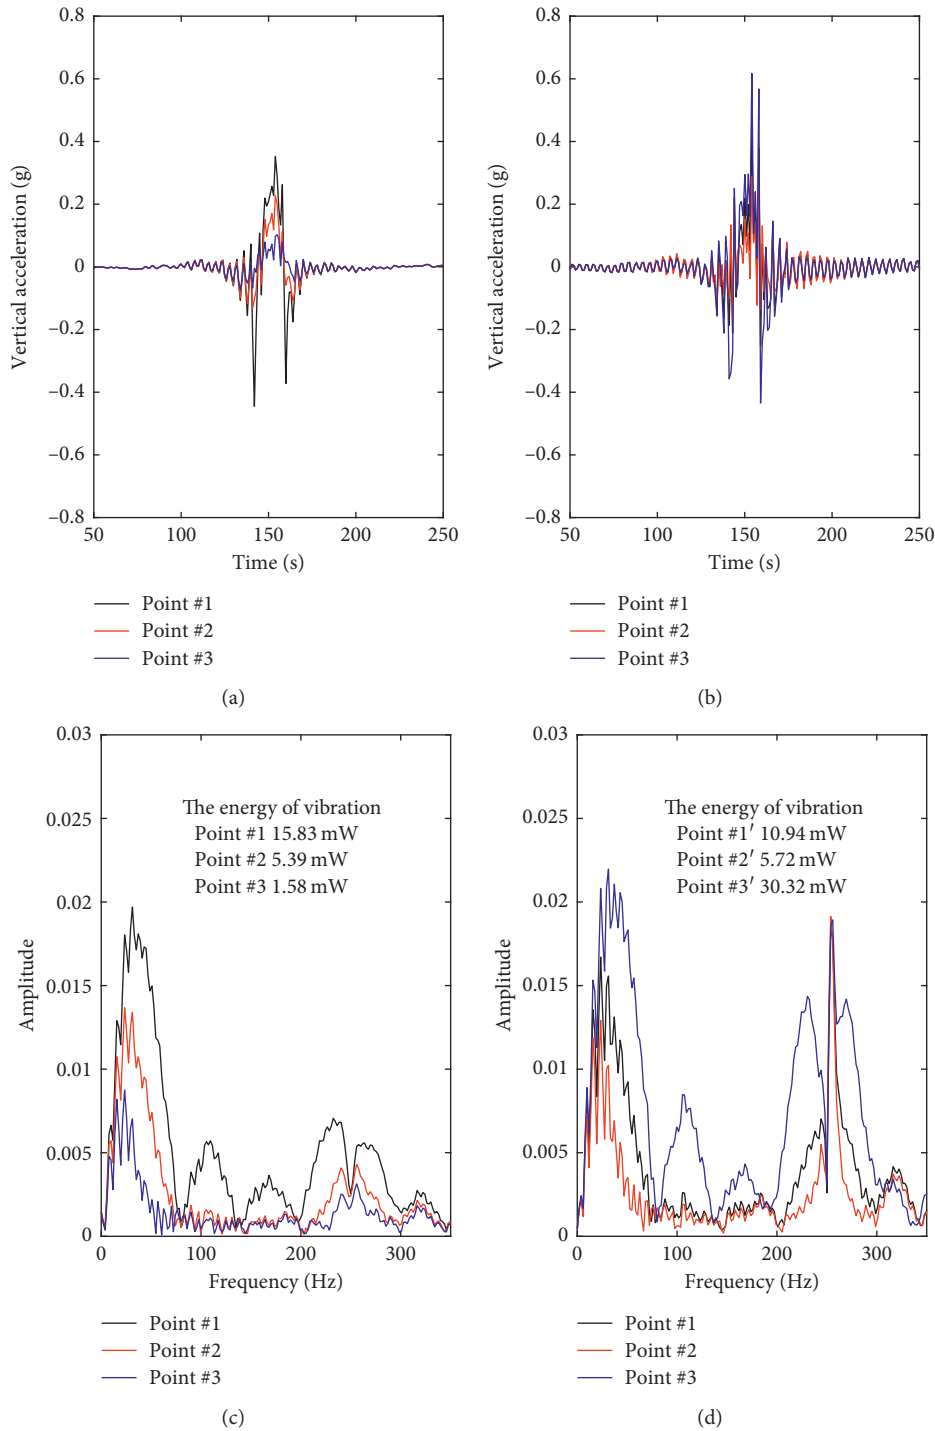 0.8
0.6
0.4
0.2
0
−0.2
−0.4
−0.6
−0.8
Vertical acceleration (g)
50 100 150 200 250
Time (s)
Point #1
Point #2
Point #3
(a)
0.8
0.6
0.4
0.2
0
−0.2
−0.4
−0.6
−0.8
Vertical acceleration (g)
50 100 150 200 250
Time (s)
Point #1
Point #2
Point #3
(b)
0.03
0.025
0.02
0.015
0.01
0.005
0
Amplitude
The energy of vibration
Point #1 15.83 mW
Point #2 5.39 mW
Point #3 1.58 mW
0 100 200 300
Frequency (Hz)
Point #1
Point #2
Point #3
(c)
0.03
0.025
0.02
0.015
0.01
0.005
0
Amplitude
The energy of vibration
Point #1′ 10.94 mW
Point #2′ 5.72 mW
Point #3′ 30.32 mW
0 100 200 300
Frequency (Hz)
Point #1
Point #2
Point #3
(d)